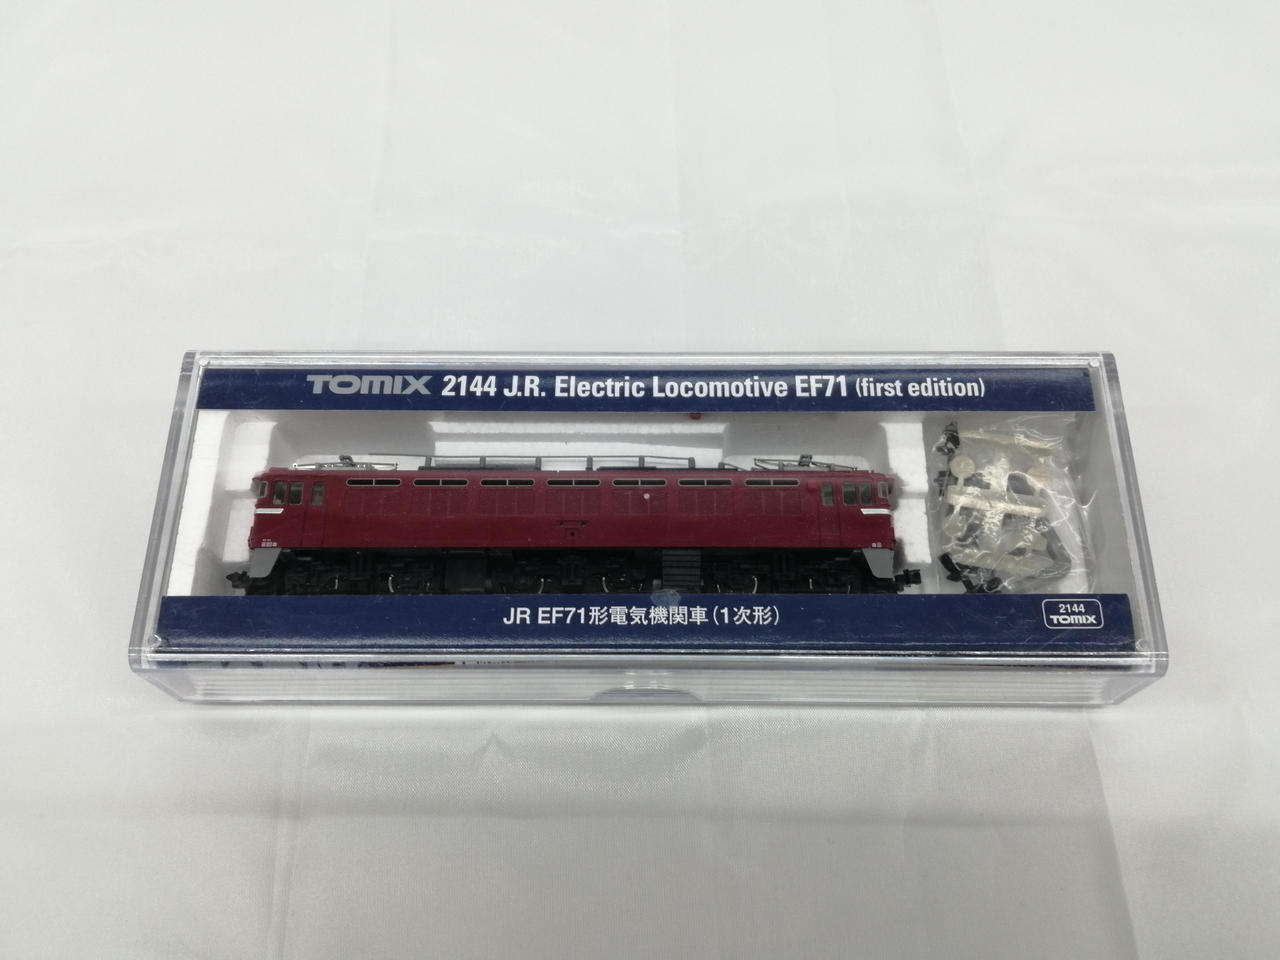 TOMIX 2144 J.R. Electric Locomotive EF71 (first edition)
JR EF71形電気機関車(1次形)
2144
TOMIX